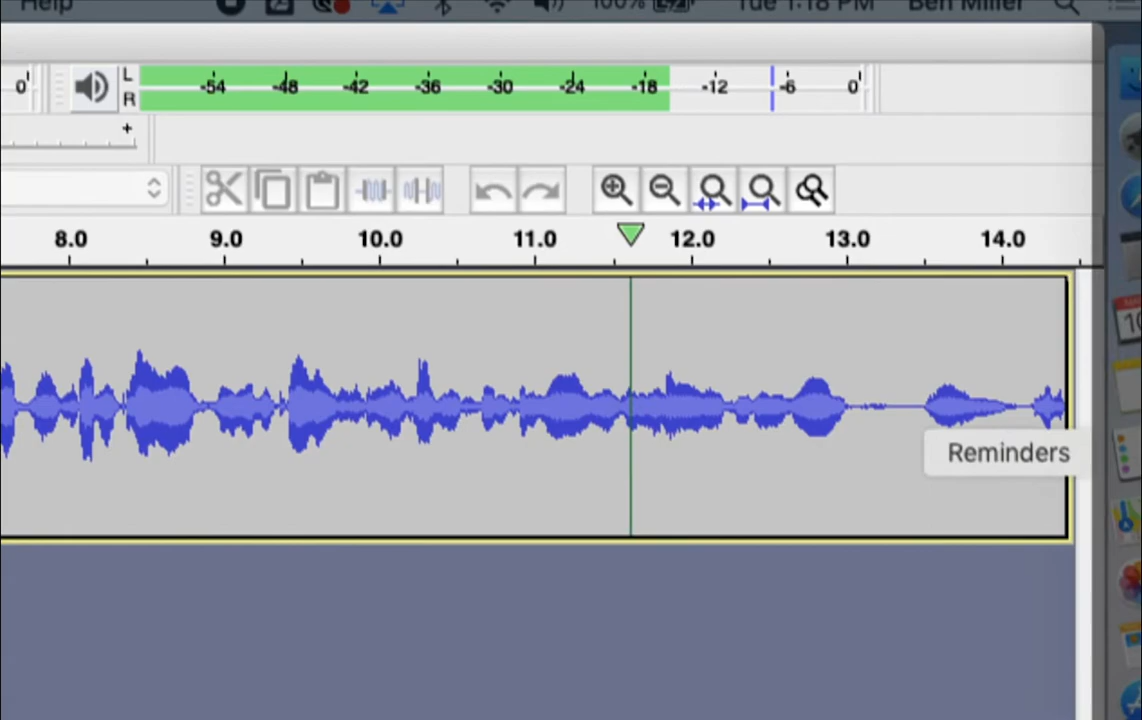 Help 100% Tue 1:18 PM Ben Miller
0 L R -54 -48 -42 -36 -30 -24 -18 -12 -6 0
+
8.0 9.0 10.0 11.0 12.0 13.0 14.0
Reminders
10